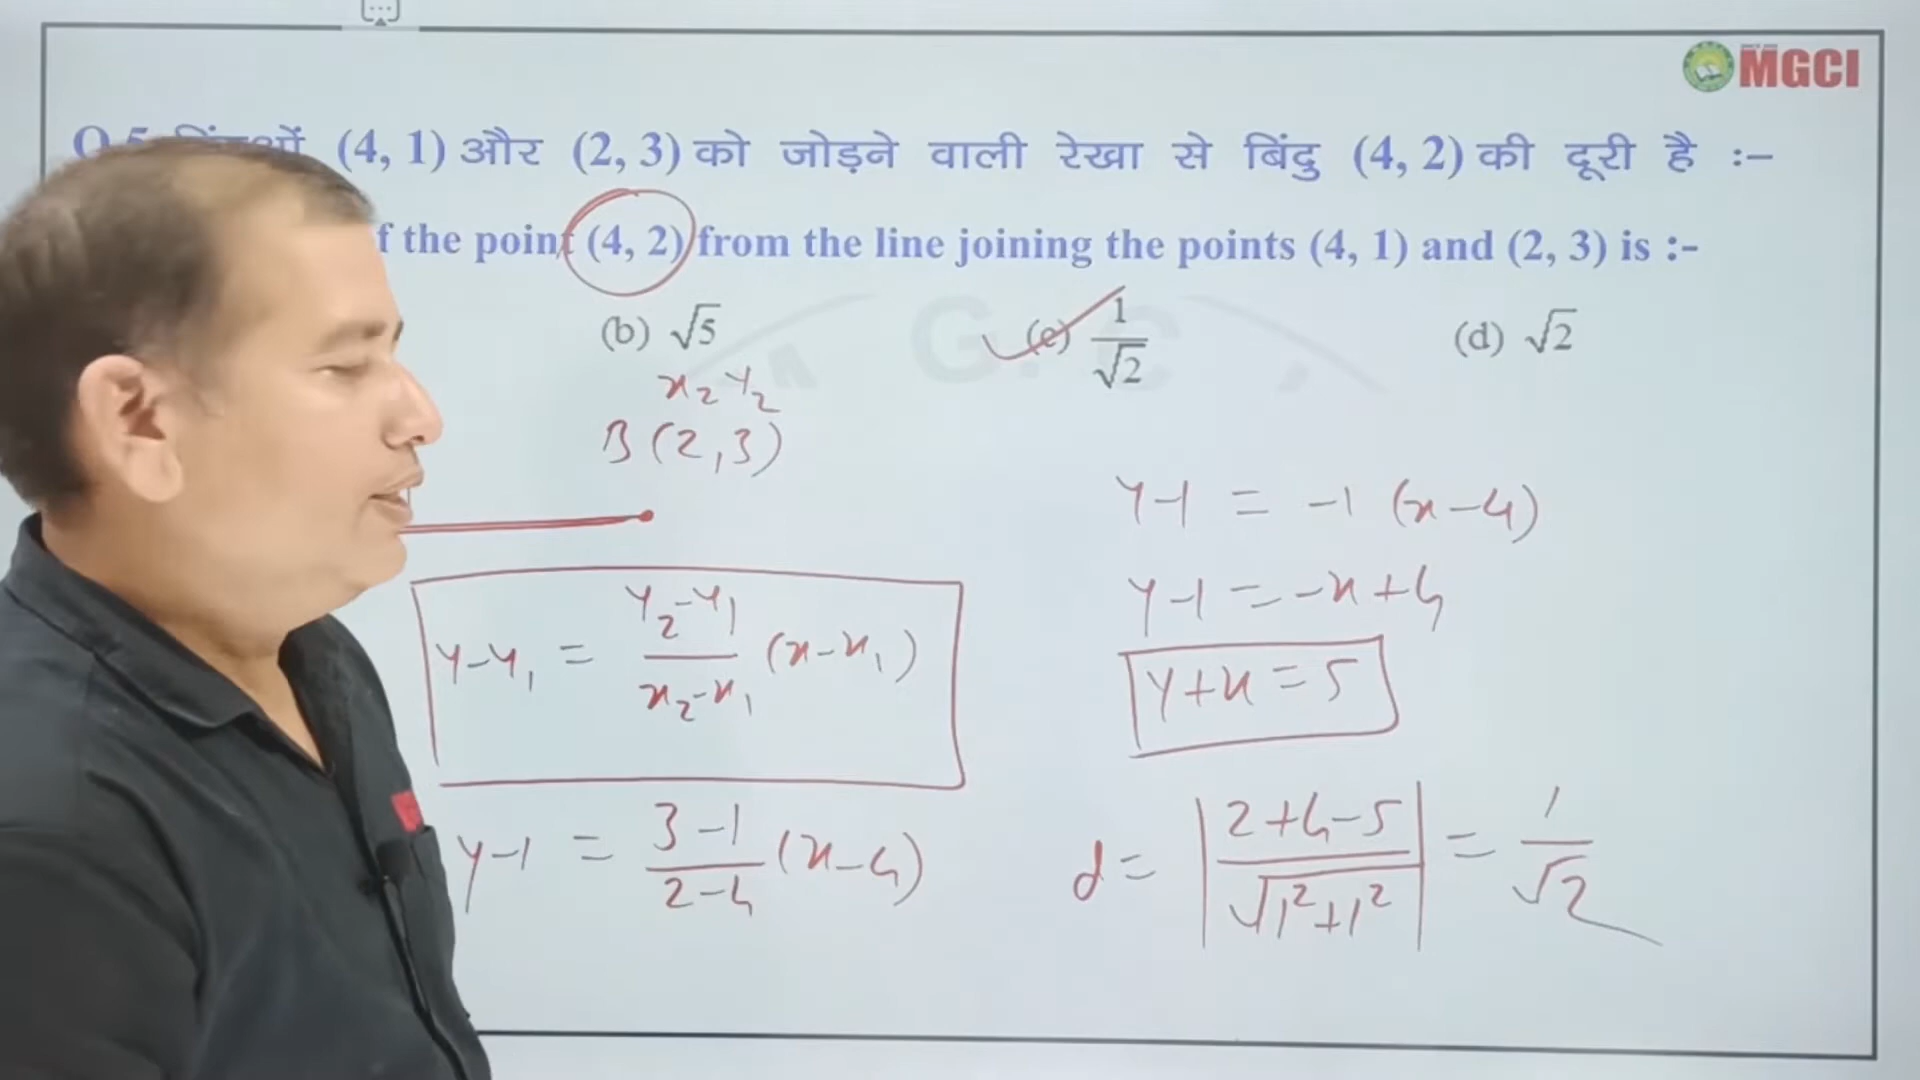 MGCI
(4, 1) और (2, 3) को जोड़ने वाली रेखा से बिंदु (4, 2) की दूरी है :–
f the point (4, 2) from the line joining the points (4, 1) and (2, 3) is :-
(b) √5 (c) 1/√2 (d) √2
x₂ y₂
B (2, 3)
y-y₁ = (y₂-y₁)/(x₂-x₁) (x-x₁)
y-1 = (3-1)/(2-4) (x-4)
y-1 = -1 (x-4)
y-1 = -x+4
y+x = 5
d = |(2+4-5)/√(1²+1²)| = 1/√2